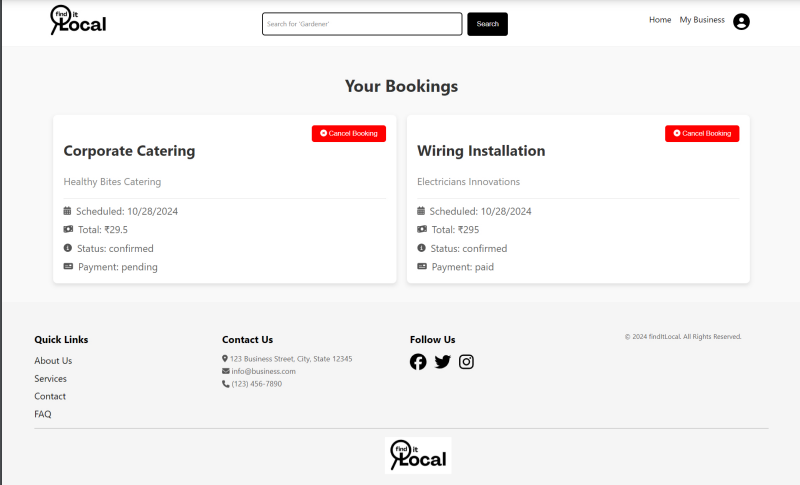 find it
Local
Search for 'Gardener'
Search
Home
My Business
Your Bookings
Cancel Booking
Corporate Catering
Healthy Bites Catering
Scheduled: 10/28/2024
Total: ₹29.5
Status: confirmed
Payment: pending
Cancel Booking
Wiring Installation
Electricians Innovations
Scheduled: 10/28/2024
Total: ₹295
Status: confirmed
Payment: paid
Quick Links
About Us
Services
Contact
FAQ
Contact Us
123 Business Street, City, State 12345
info@business.com
(123) 456-7890
Follow Us
© 2024 findItLocal. All Rights Reserved.
find it
Local